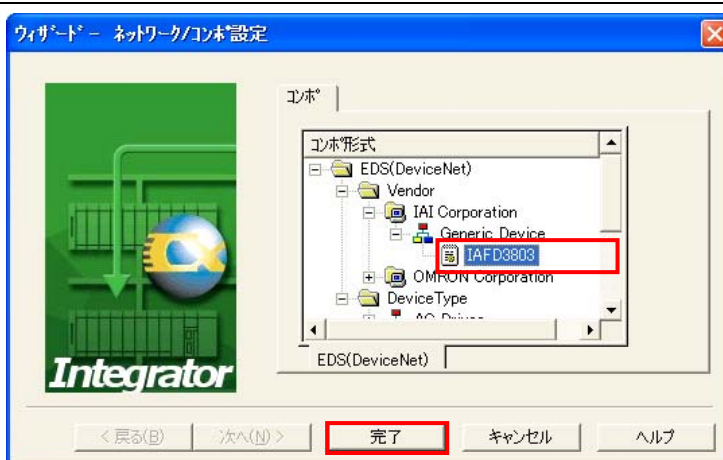 ウィザード - ネットワーク/コンポ設定
コンポ
コンポ形式
EDS(DeviceNet)
Vendor
IAI Corporation
Generic Device
IAFD3803
OMRON Corporation
DeviceType
EDS(DeviceNet)
CX
Integrator
< 戻る(B)
次へ(N) >
完了
キャンセル
ヘルプ